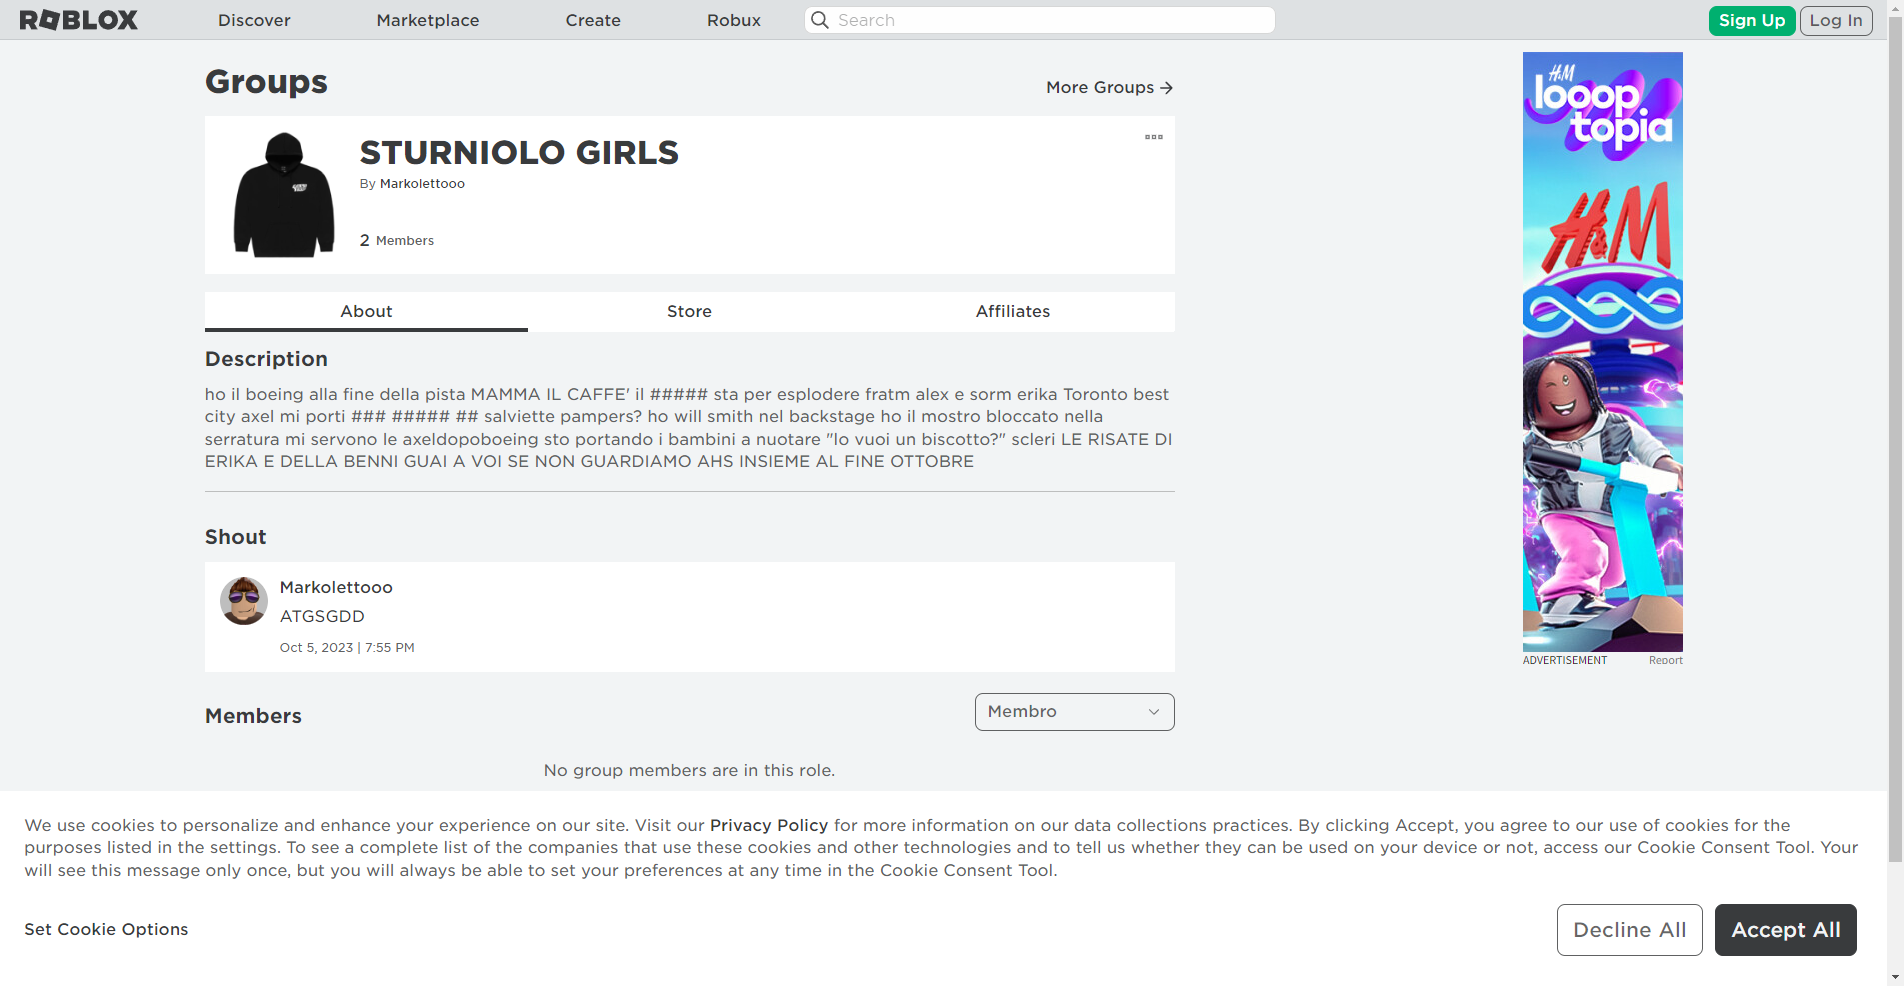 ROBLOX Discover Marketplace Create Robux Search Sign Up Log In
Groups
More Groups →
STURNIOLO GIRLS
By Markolettooo
2 Members
About Store Affiliates
Description
ho il boeing alla fine della pista MAMMA IL CAFFE' il ##### sta per esplodere fratm alex e sorm erika Toronto best
city axel mi porti ### ##### ## salviette pampers? ho will smith nel backstage ho il mostro bloccato nella
serratura mi servono le axeldopoboeing sto portando i bambini a nuotare "lo vuoi un biscotto?" scleri LE RISATE DI
ERIKA E DELLA BENNI GUAI A VOI SE NON GUARDIAMO AHS INSIEME AL FINE OTTOBRE
Shout
Markolettooo
ATGSGDD
Oct 5, 2023 | 7:55 PM
Members
Membro
No group members are in this role.
H&M
looop
topia
H&M
ADVERTISEMENT Report
We use cookies to personalize and enhance your experience on our site. Visit our Privacy Policy for more information on our data collections practices. By clicking Accept, you agree to our use of cookies for the
purposes listed in the settings. To see a complete list of the companies that use these cookies and other technologies and to tell us whether they can be used on your device or not, access our Cookie Consent Tool. Your
will see this message only once, but you will always be able to set your preferences at any time in the Cookie Consent Tool.
Set Cookie Options
Decline All
Accept All